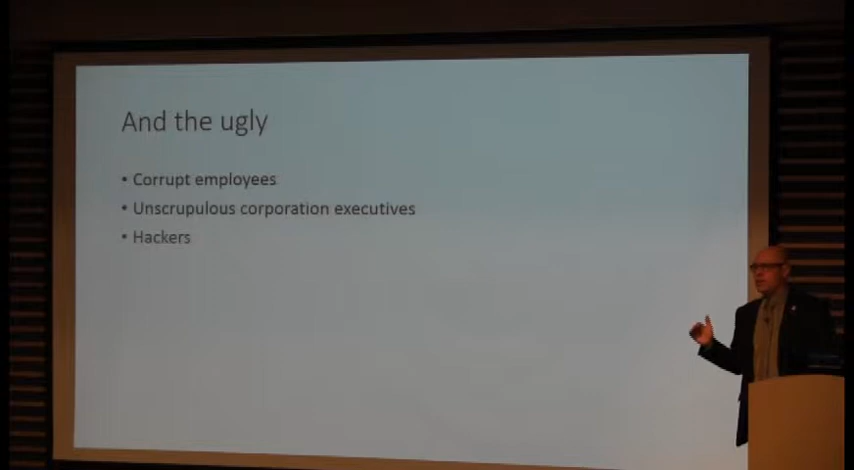 And the ugly
• Corrupt employees
• Unscrupulous corporation executives
• Hackers